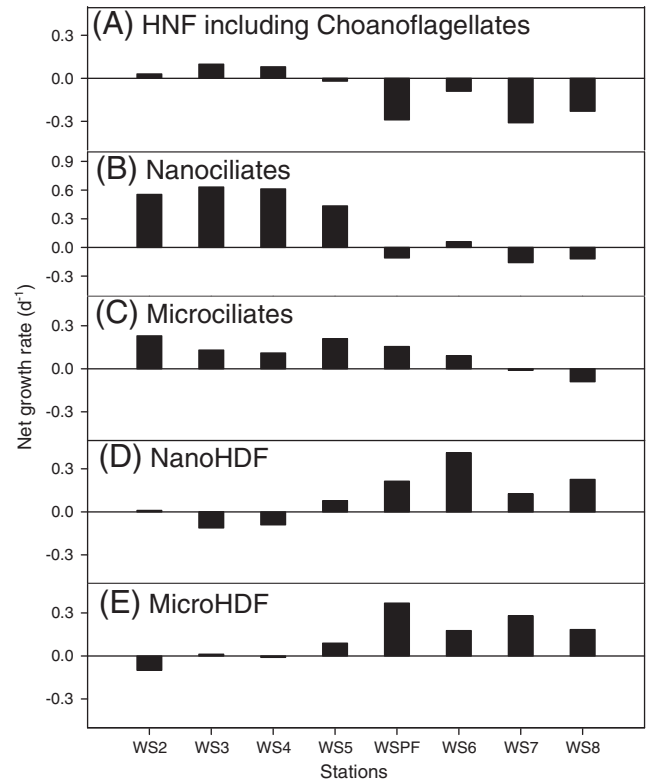 (A) HNF including Choanoflagellates
0.3
0.0
-0.3
(B) Nanociliates
0.9
0.6
0.3
0.0
-0.3
(C) Microciliates
0.3
0.0
-0.3
(D) NanoHDF
0.3
0.0
-0.3
(E) MicroHDF
0.3
0.0
-0.3
Net growth rate (d-1)
WS2 WS3 WS4 WS5 WSPF WS6 WS7 WS8
Stations